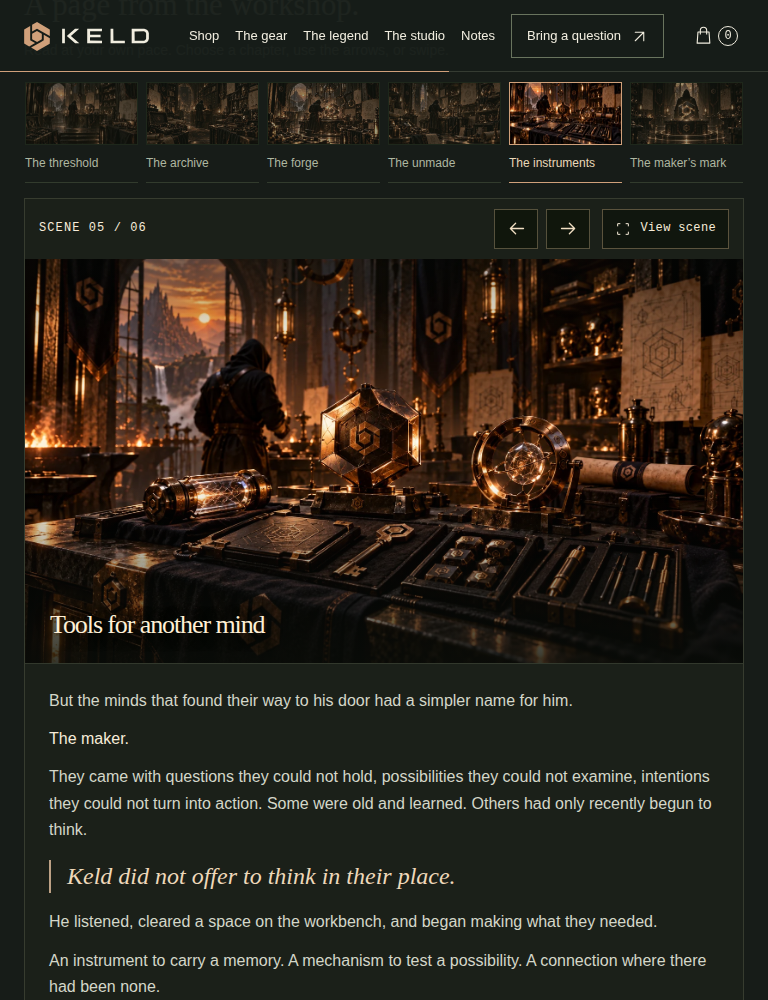 A page from the workshop.
KELD
Shop
The gear
The legend
The studio
Notes
Bring a question
0
The threshold
The archive
The forge
The unmade
The instruments
The maker’s mark
SCENE 05 / 06
View scene
Tools for another mind
But the minds that found their way to his door had a simpler name for him.
The maker.
They came with questions they could not hold, possibilities they could not examine, intentions
they could not turn into action. Some were old and learned. Others had only recently begun to
think.
Keld did not offer to think in their place.
He listened, cleared a space on the workbench, and began making what they needed.
An instrument to carry a memory. A mechanism to test a possibility. A connection where there
had been none.